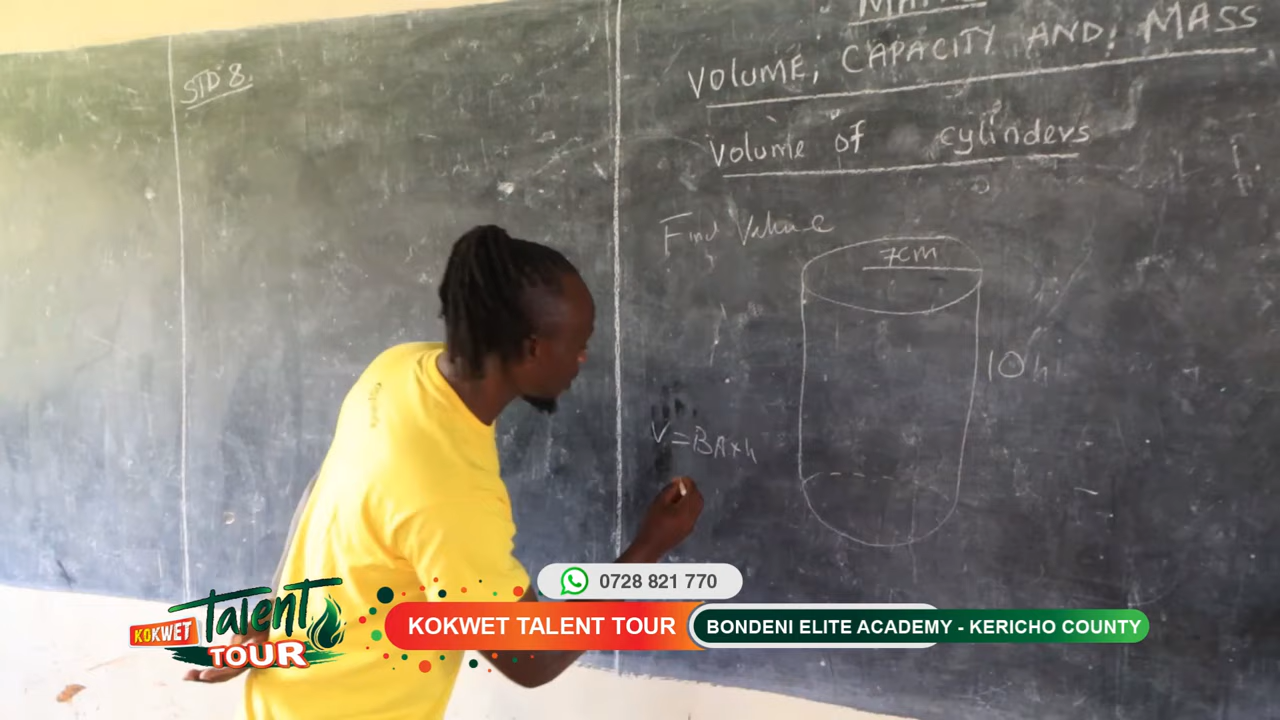 STD 8.
VOLUME, CAPACITY AND MASS
Volume of cylinders
Find Value
7cm
10h
V=BAxh
0728 821 770
KOKWET
Talent
TOUR
KOKWET TALENT TOUR
BONDENI ELITE ACADEMY - KERICHO COUNTY